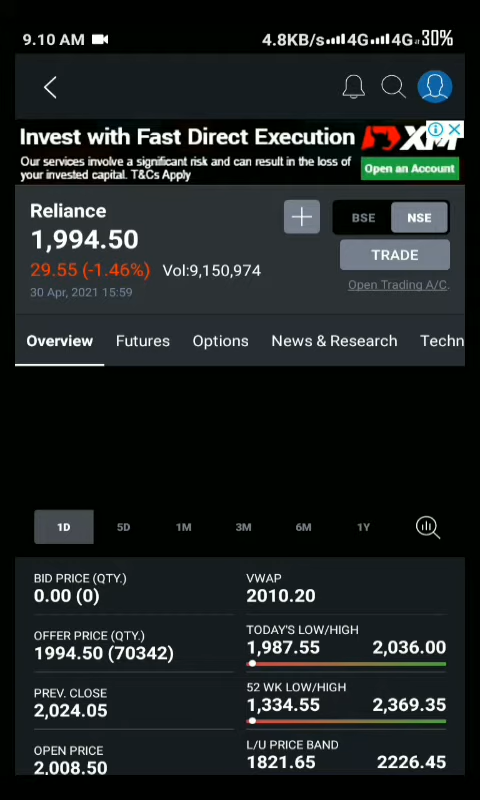 9.10 AM 4.8KB/s 4G 4G 30%
Invest with Fast Direct Execution XM
Our services involve a significant risk and can result in the loss of
your invested capital. T&Cs Apply
Open an Account
Reliance
BSE NSE
1,994.50
TRADE
29.55 (-1.46%) Vol:9,150,974
30 Apr, 2021 15:59
Open Trading A/C.
Overview Futures Options News & Research Techn
1D 5D 1M 3M 6M 1Y
BID PRICE (QTY.)
0.00 (0)
VWAP
2010.20
OFFER PRICE (QTY.)
1994.50 (70342)
TODAY'S LOW/HIGH
1,987.55 2,036.00
PREV. CLOSE
2,024.05
52 WK LOW/HIGH
1,334.55 2,369.35
OPEN PRICE
2,008.50
L/U PRICE BAND
1821.65 2226.45